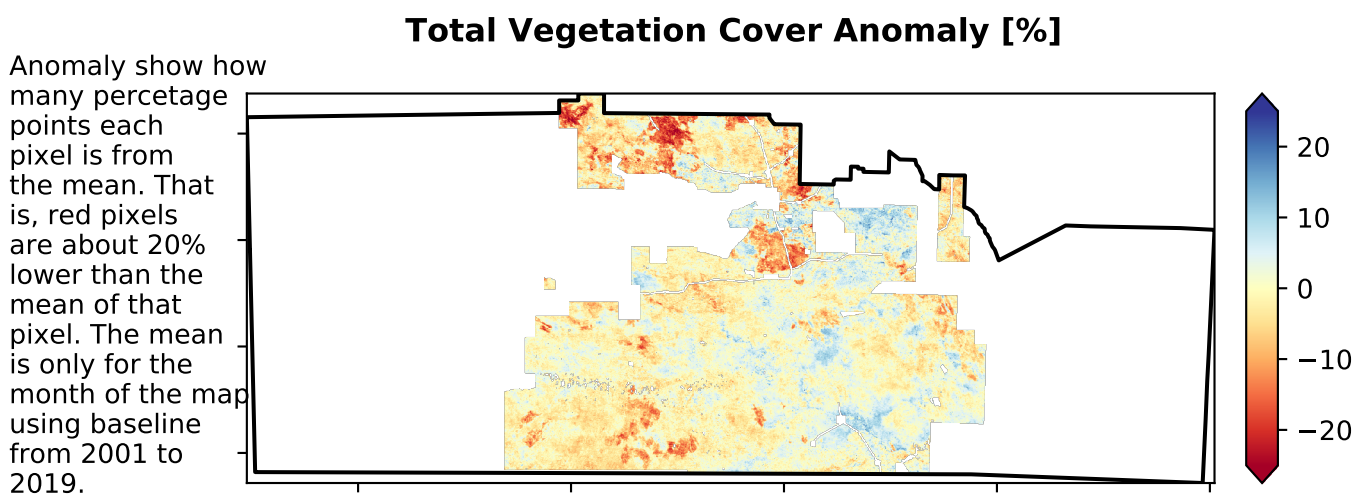 Total Vegetation Cover Anomaly [%]
Anomaly show how
many percetage
points each
pixel is from
the mean. That
is, red pixels
are about 20%
lower than the
mean of that
pixel. The mean
is only for the
month of the map
using baseline
from 2001 to
2019.
20
10
0
−10
−20